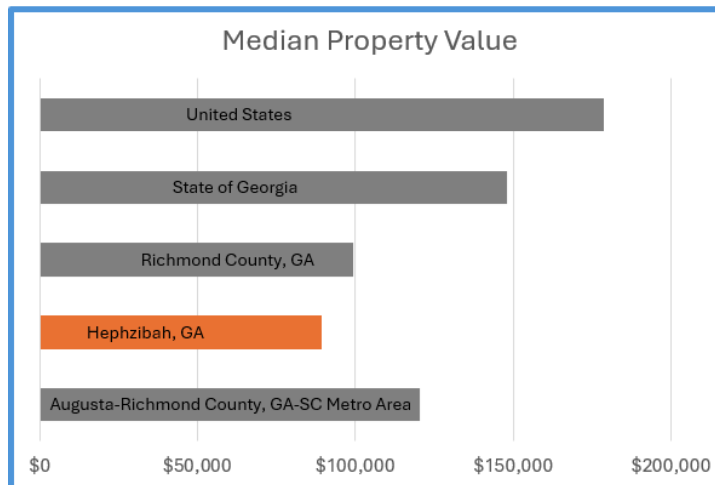 Median Property Value
United States
State of Georgia
Richmond County, GA
Hephzibah, GA
Augusta-Richmond County, GA-SC Metro Area
$0 $50,000 $100,000 $150,000 $200,000